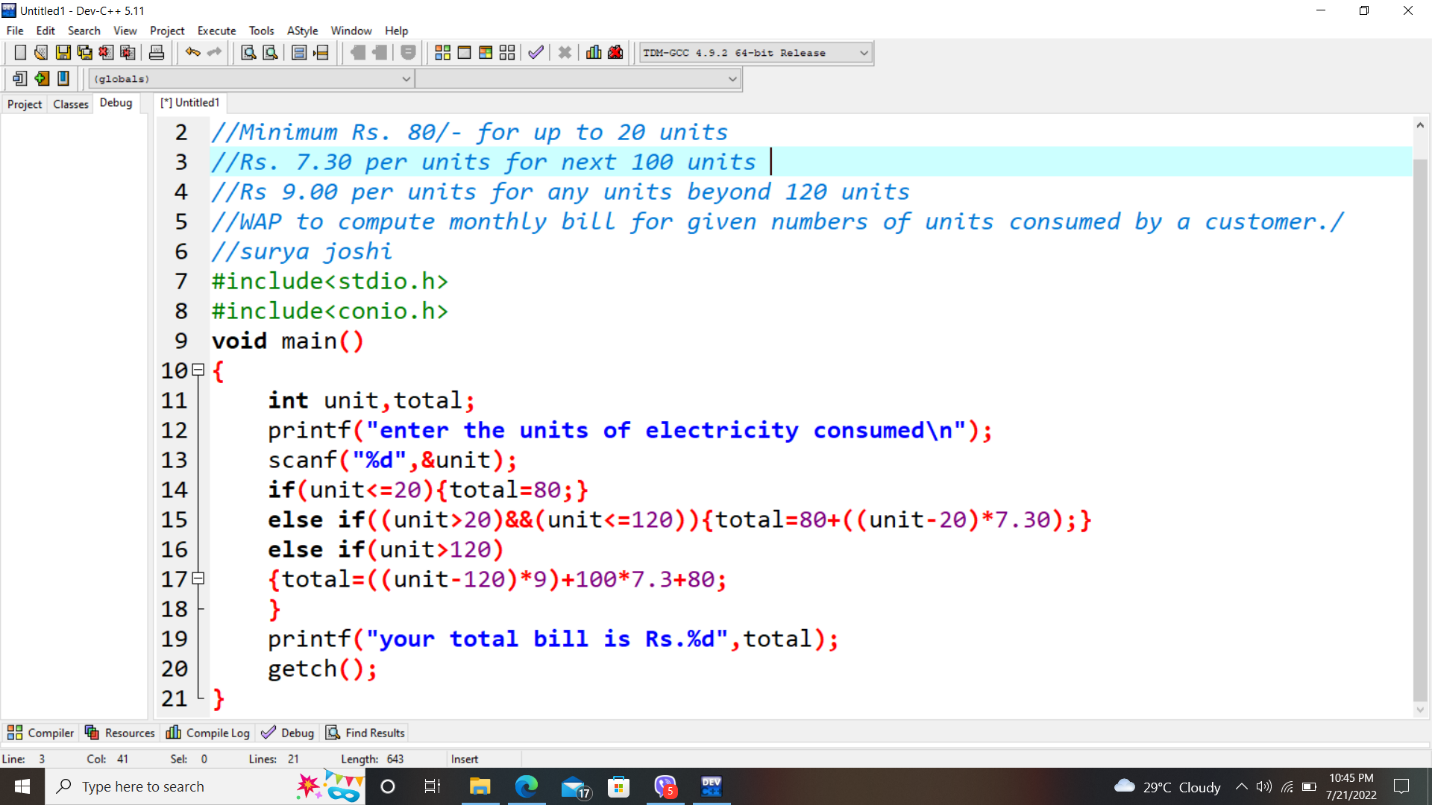 Untitled1 - Dev-C++ 5.11
File Edit Search View Project Execute Tools AStyle Window Help
TDM-GCC 4.9.2 64-bit Release
(globals)
Project Classes Debug [*] Untitled1
2 //Minimum Rs. 80/- for up to 20 units
3 //Rs. 7.30 per units for next 100 units
4 //Rs 9.00 per units for any units beyond 120 units
5 //WAP to compute monthly bill for given numbers of units consumed by a customer./
6 //surya joshi
7 #include<stdio.h>
8 #include<conio.h>
9 void main()
10 {
11 int unit,total;
12 printf("enter the units of electricity consumed\n");
13 scanf("%d",&unit);
14 if(unit<=20){total=80;}
15 else if((unit>20)&&(unit<=120)){total=80+((unit-20)*7.30);}
16 else if(unit>120)
17 {total=((unit-120)*9)+100*7.3+80;
18 }
19 printf("your total bill is Rs.%d",total);
20 getch();
21 }
Compiler Resources Compile Log Debug Find Results
Line: 3 Col: 41 Sel: 0 Lines: 21 Length: 643 Insert
Type here to search 17 5 DEV 29°C Cloudy 10:45 PM
7/21/2022